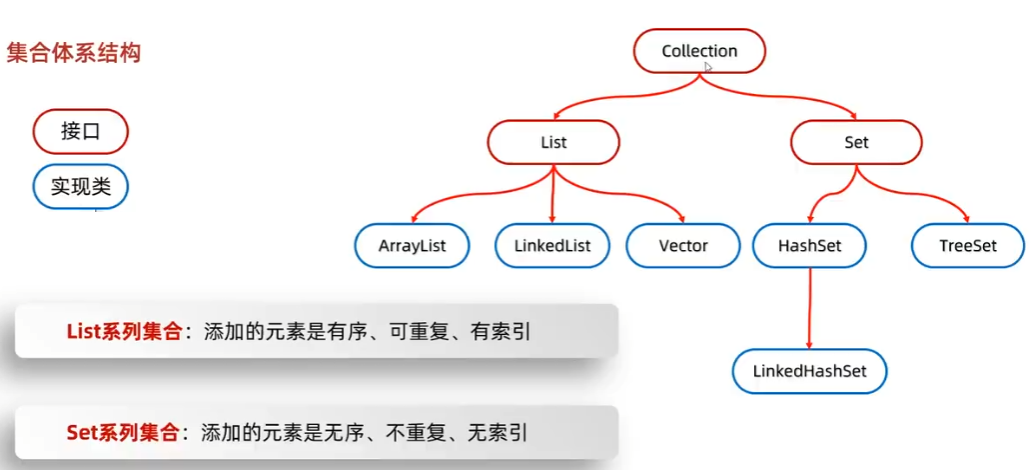 集合体系结构
Collection
接口
List
Set
实现类
ArrayList
LinkedList
Vector
HashSet
TreeSet
List系列集合：添加的元素是有序、可重复、有索引
LinkedHashSet
Set系列集合：添加的元素是无序、不重复、无索引